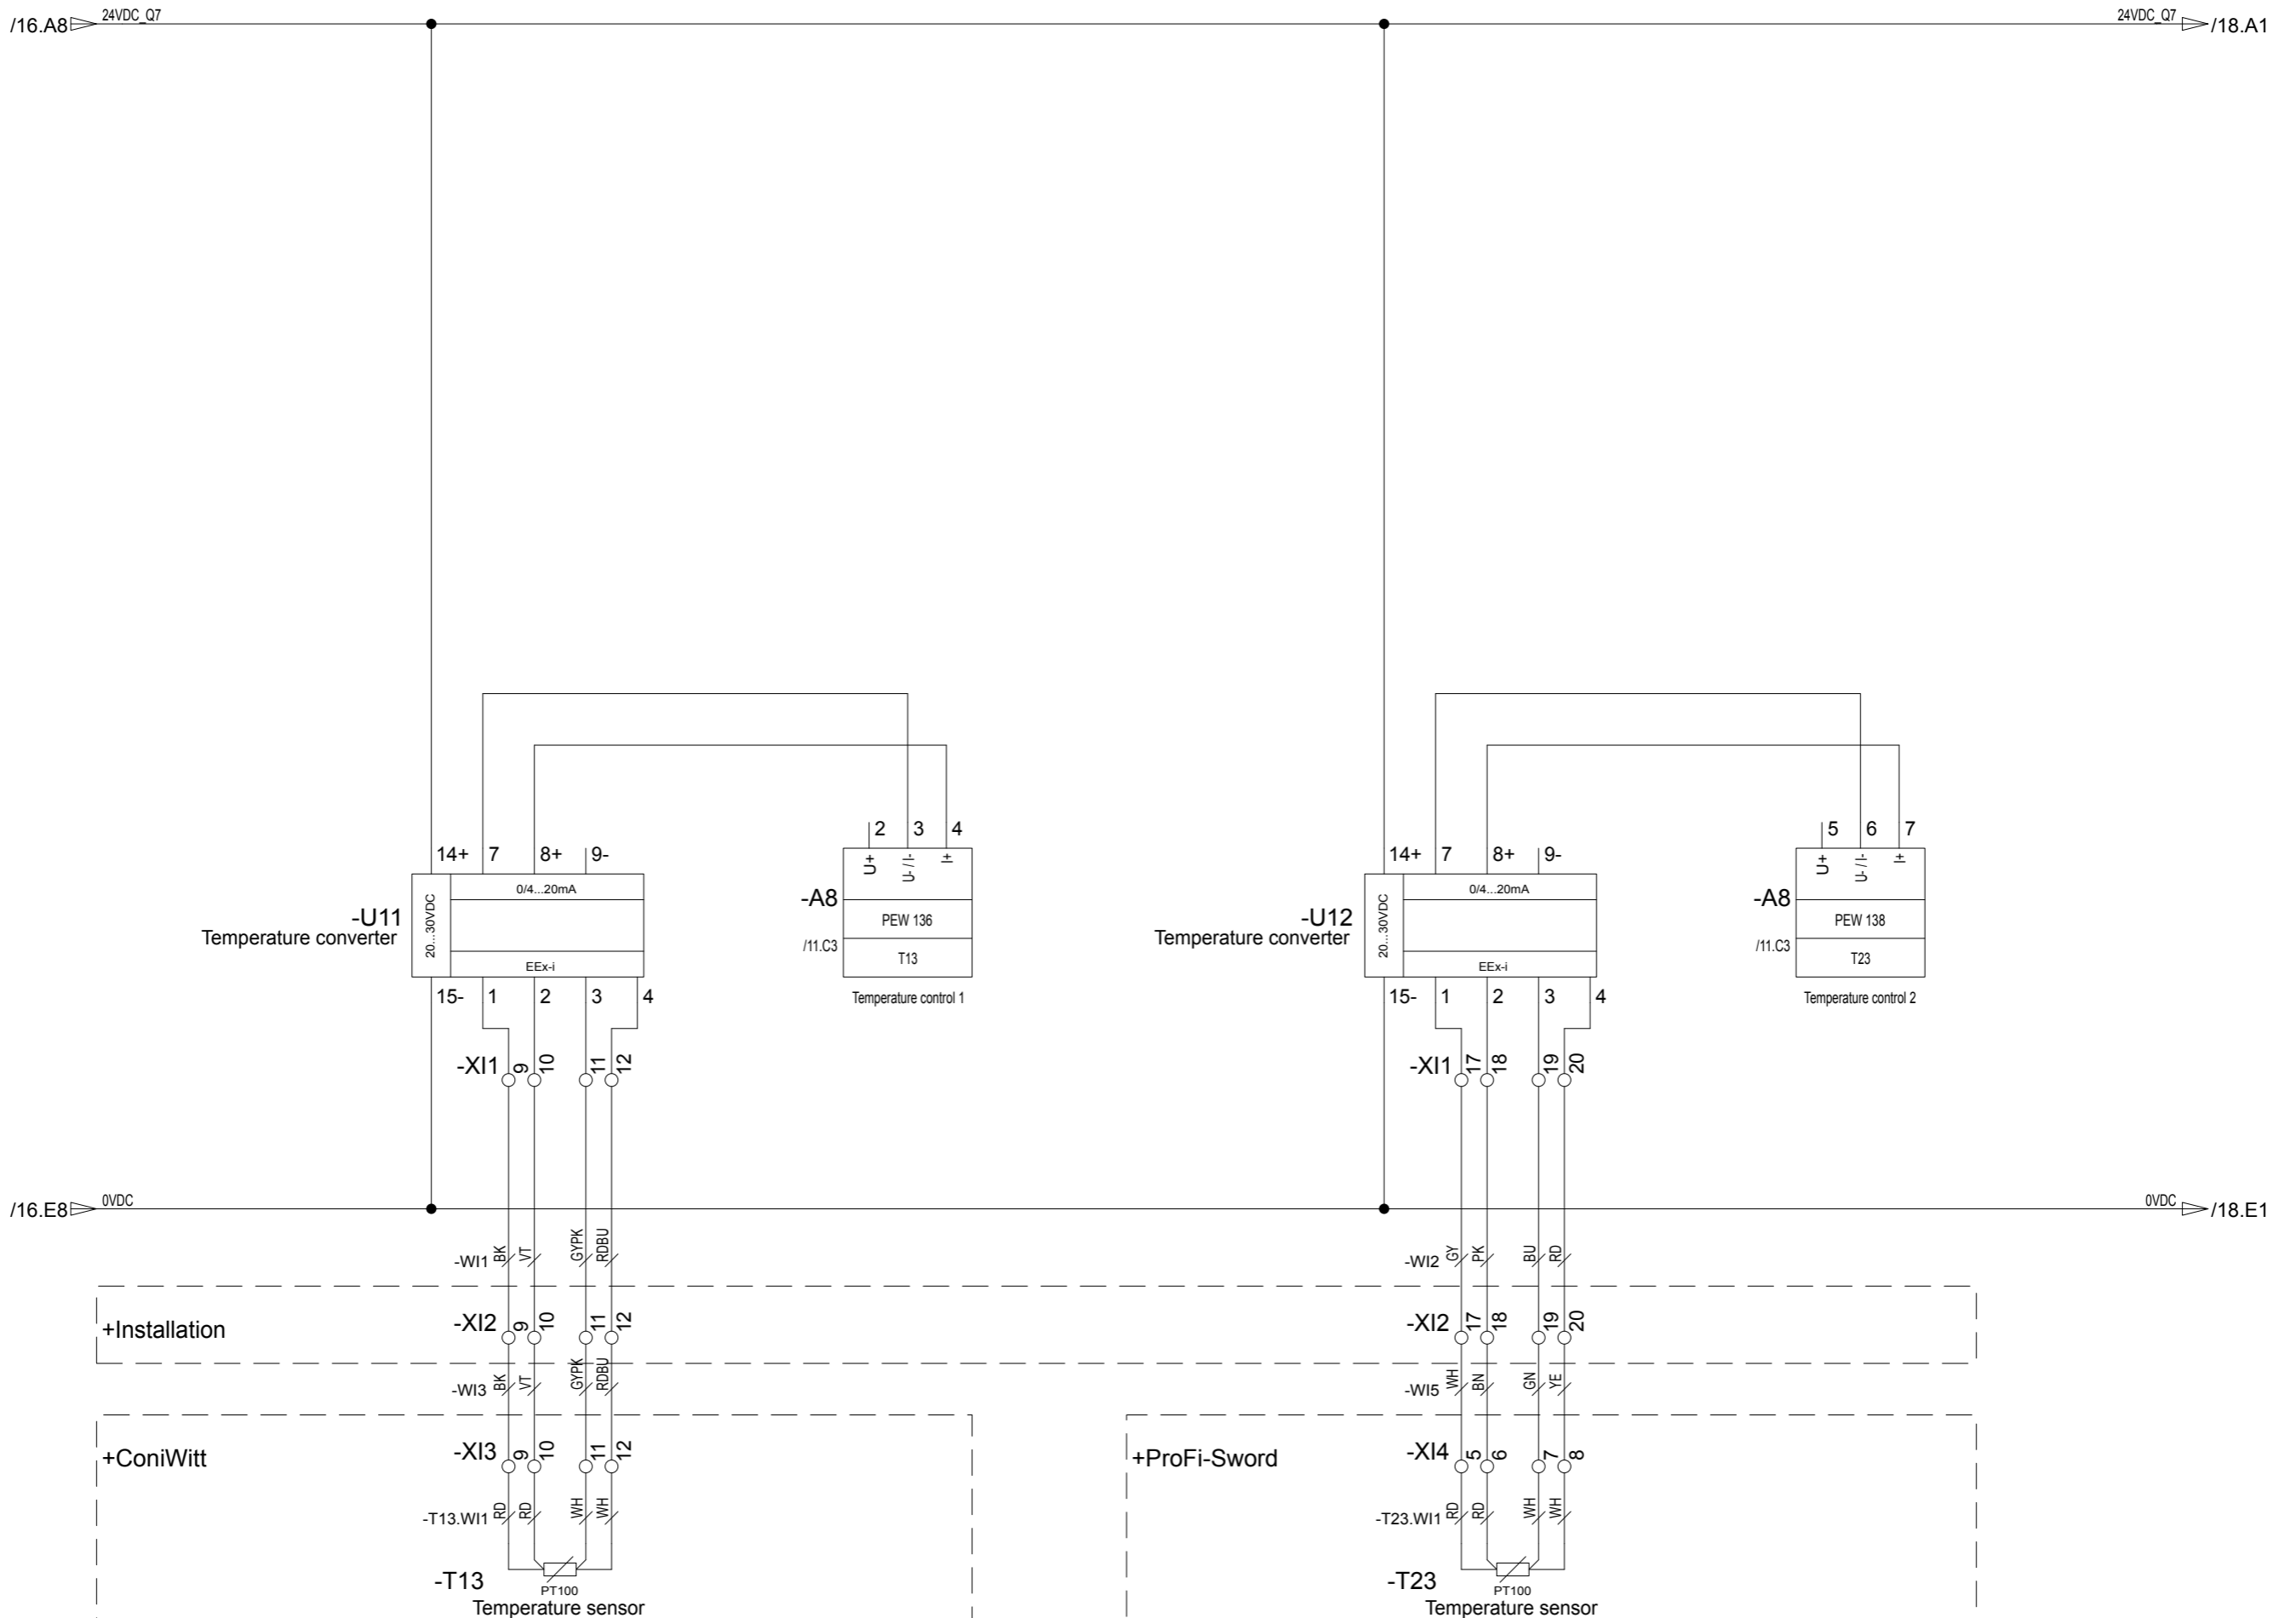 /16.A8 24VDC_Q7 24VDC_Q7 /18.A1
2 3 4 5 6 7
14+ 7 8+ 9- U+ U- / I- I+ 14+ 7 8+ 9- U+ U- / I- I+
0/4...20mA 0/4...20mA
-A8 -A8
-U11 20...30VDC PEW 136 -U12 20...30VDC PEW 138
Temperature converter /11.C3 Temperature converter /11.C3
T13 T23
EEx-i EEx-i
15- 1 2 3 4 Temperature control 1 15- 1 2 3 4 Temperature control 2
-XI1 9 10 11 12 -XI1 17 18 19 20
/16.E8 0VDC 0VDC /18.E1
-WI1 BK VT GYPK RDBU -WI2 GY PK BU RD
+Installation -XI2 9 10 11 12 -XI2 17 18 19 20
-WI3 BK VT GYPK RDBU -WI5 WH BN GN YE
+ConiWitt -XI3 9 10 11 12 +ProFi-Sword -XI4 5 6 7 8
-T13.WI1 RD RD WH WH -T23.WI1 RD RD WH WH
-T13 PT100 -T23 PT100
Temperature sensor Temperature sensor